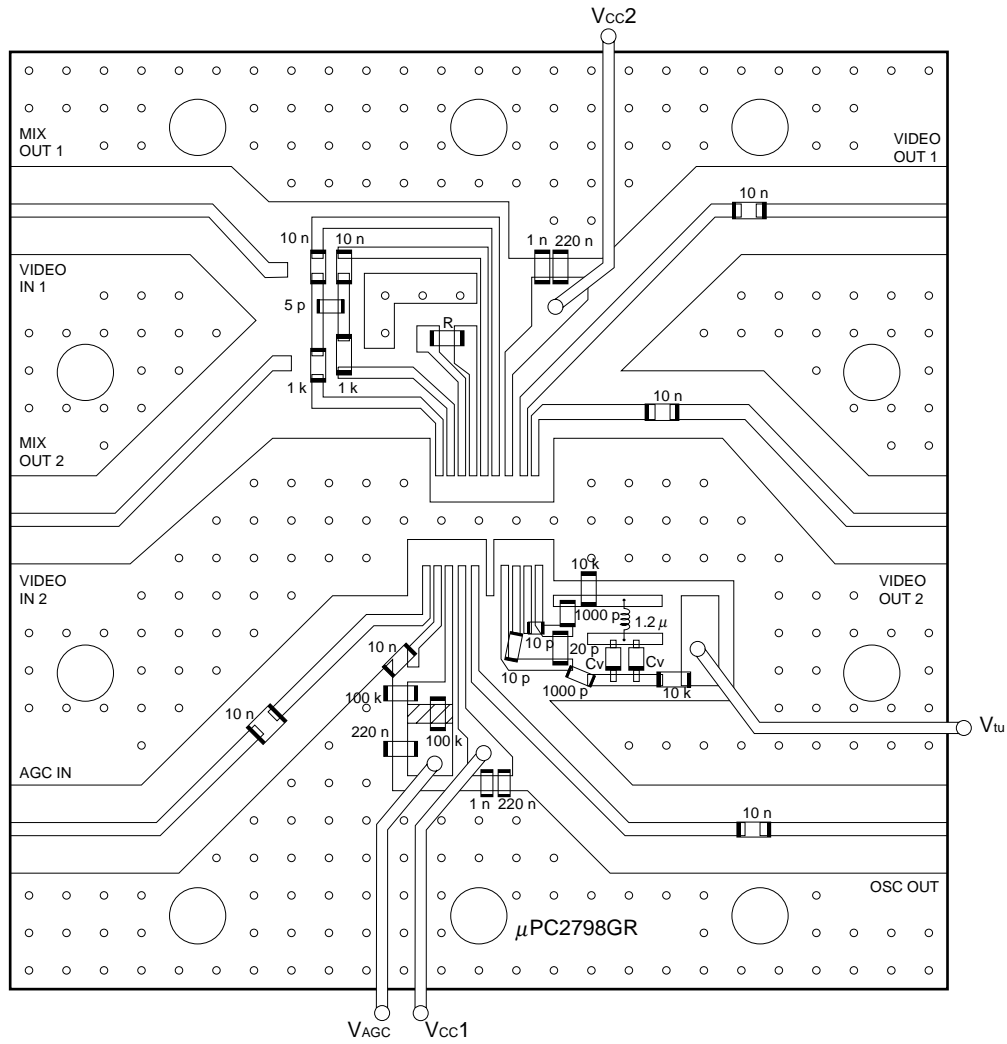 VCC2
MIX
OUT 1
VIDEO
OUT 1
10 n
10 n
10 n
1 n
220 n
VIDEO
IN 1
5 p
R
1 k
1 k
10 n
MIX
OUT 2
VIDEO
IN 2
10 k
VIDEO
OUT 2
1000 p
1.2 μ
10 p
20 p
10 p
Cv
Cv
1000 p
10 k
10 n
100 k
10 n
100 k
220 n
Vtu
AGC IN
1 n
220 n
10 n
OSC OUT
μPC2798GR
VAGC
VCC1